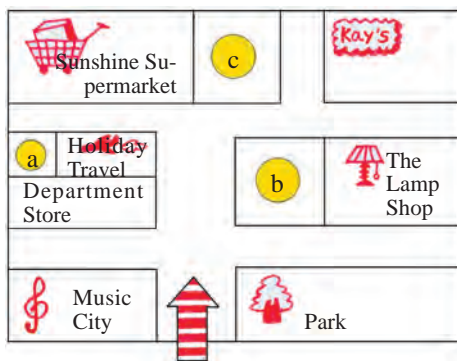 c
Kay's
Sunshine Su-
permarket
a
Holiday
Travel
b
The
Lamp
Shop
Department
Store
Music
City
Park